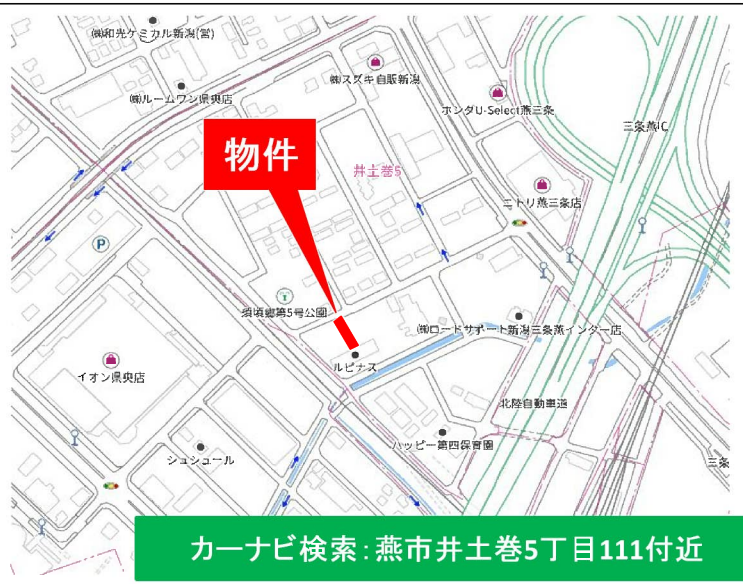 ㈱和光ケミカル新潟(営)
㈱スズキ自販新潟
㈱ルームワン県央店
ホンダU-Select燕三条
三条燕IC
物件
井土巻5
ニトリ燕三条店
P
須頃郷第5号公園
㈱ロードサポート新潟三条燕インター店
ルピナス
イオン県央店
北陸自動車道
ハッピー第四保育園
シュシュール
三条
カーナビ検索:燕市井土巻5丁目111付近